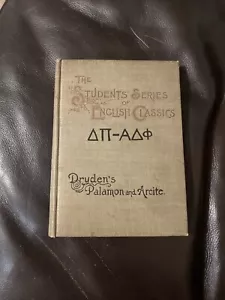 The
Students' Series
of
English Classics
ΔΠ-ΑΔΦ
Dryden's
Palamon and Arcite